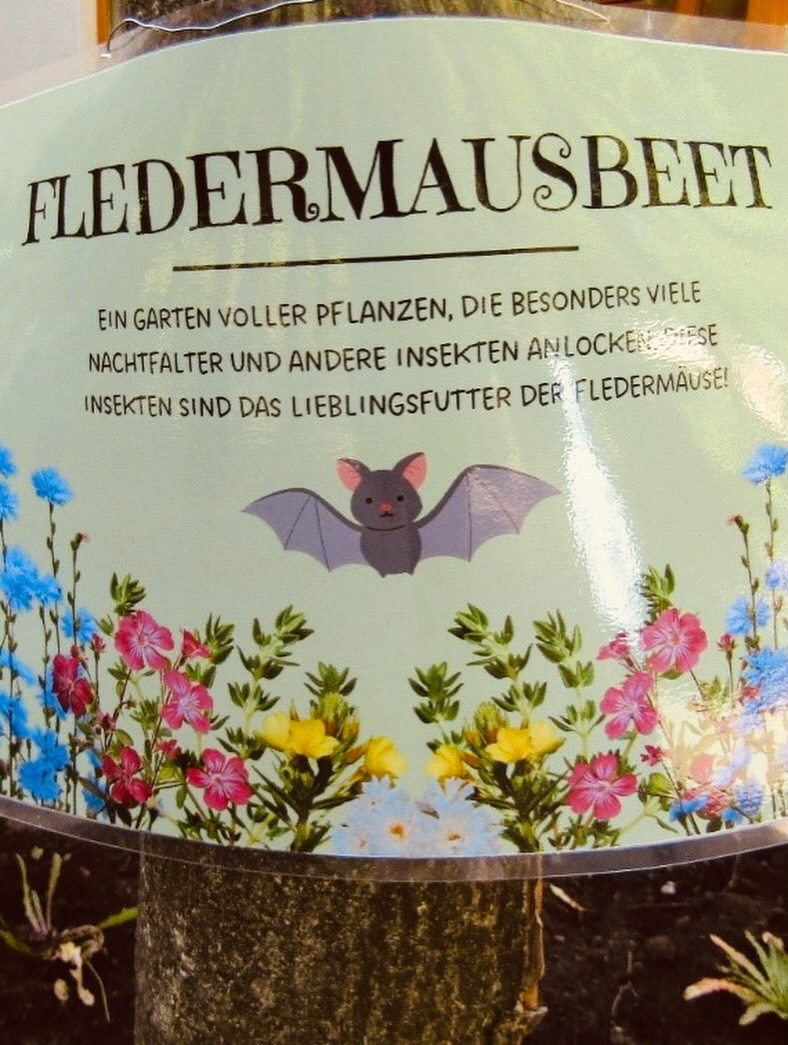 FLEDERMAUSBEET
EIN GARTEN VOLLER PFLANZEN, DIE BESONDERS VIELE
NACHTFALTER UND ANDERE INSEKTEN ANLOCKEN. DIESE
INSEKTEN SIND DAS LIEBLINGSFUTTER DER FLEDERMÄUSE!